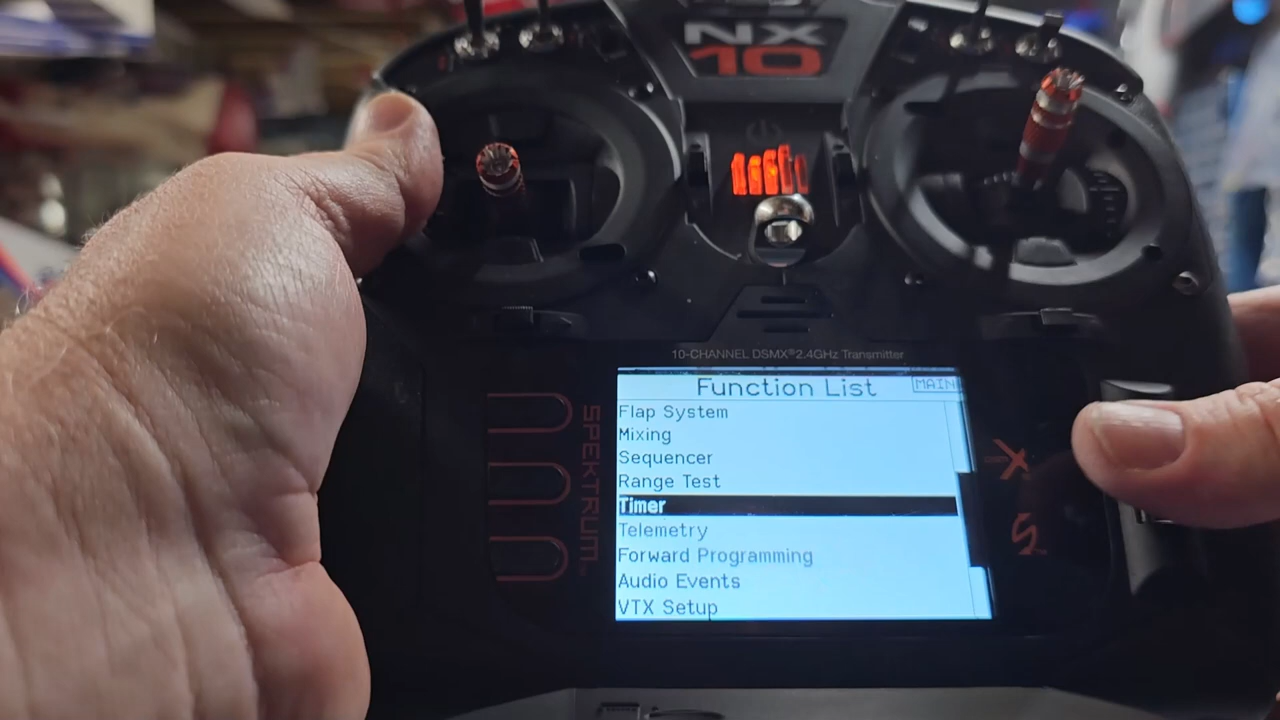 NX
10
10-CHANNEL DSMX® 2.4GHz Transmitter
Function List
MAIN
Flap System
Mixing
Sequencer
Range Test
Timer
Telemetry
Forward Programming
Audio Events
VTX Setup
SPEKTRUM